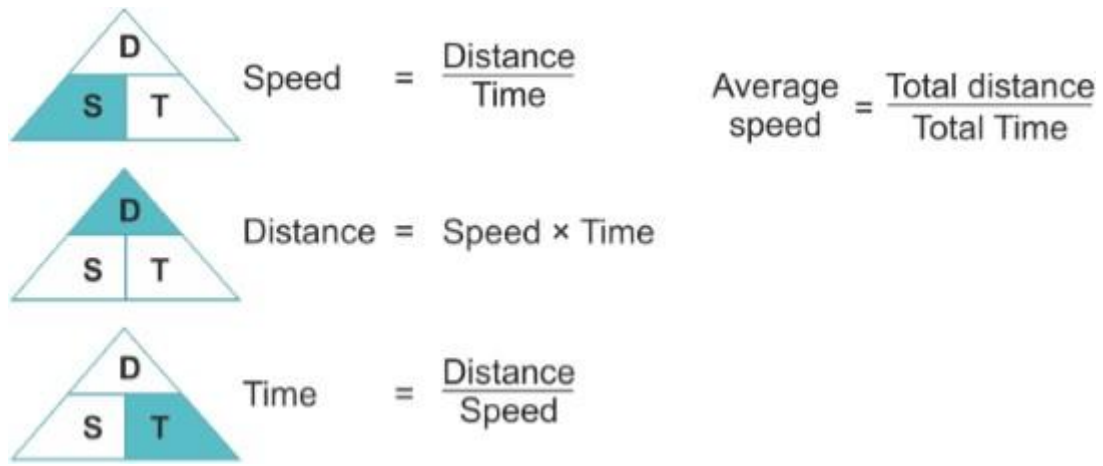 D
S T
Speed = Distance
Time
Average speed = Total distance
Total Time
D
S T
Distance = Speed × Time
D
S T
Time = Distance
Speed